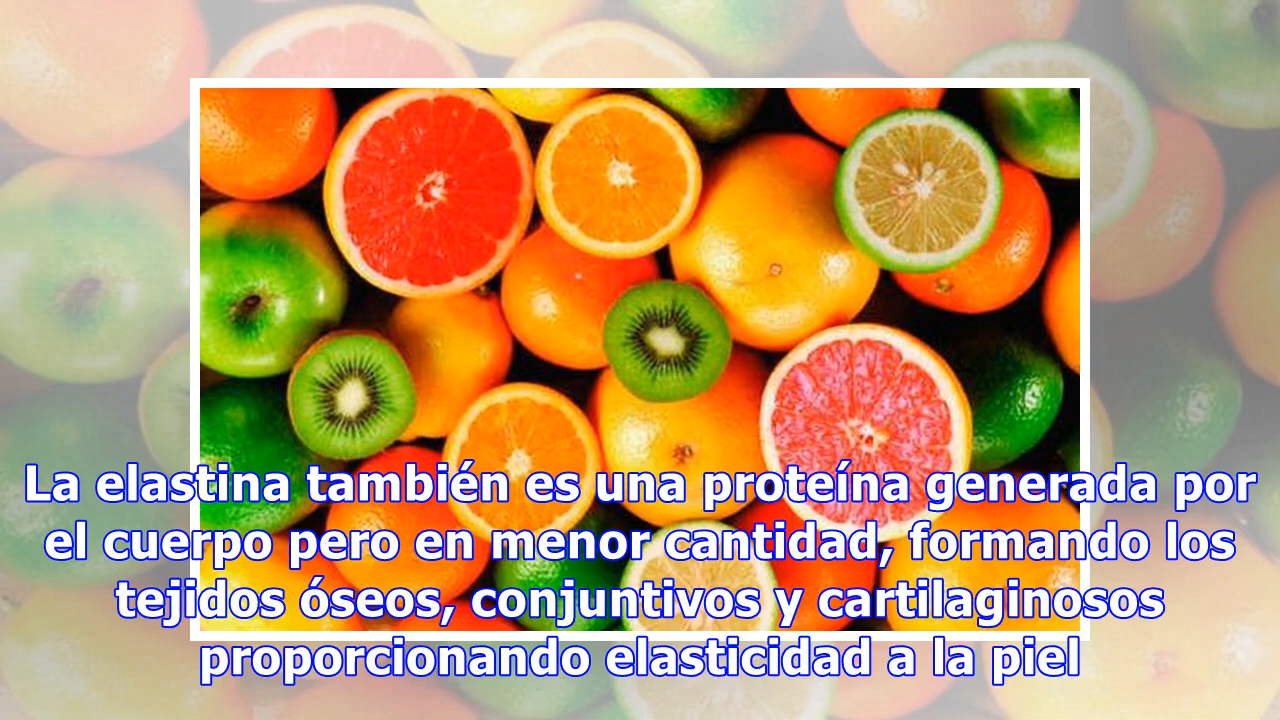 La elastina también es una proteína generada por
el cuerpo pero en menor cantidad, formando los
tejidos óseos, conjuntivos y cartilaginosos
proporcionando elasticidad a la piel